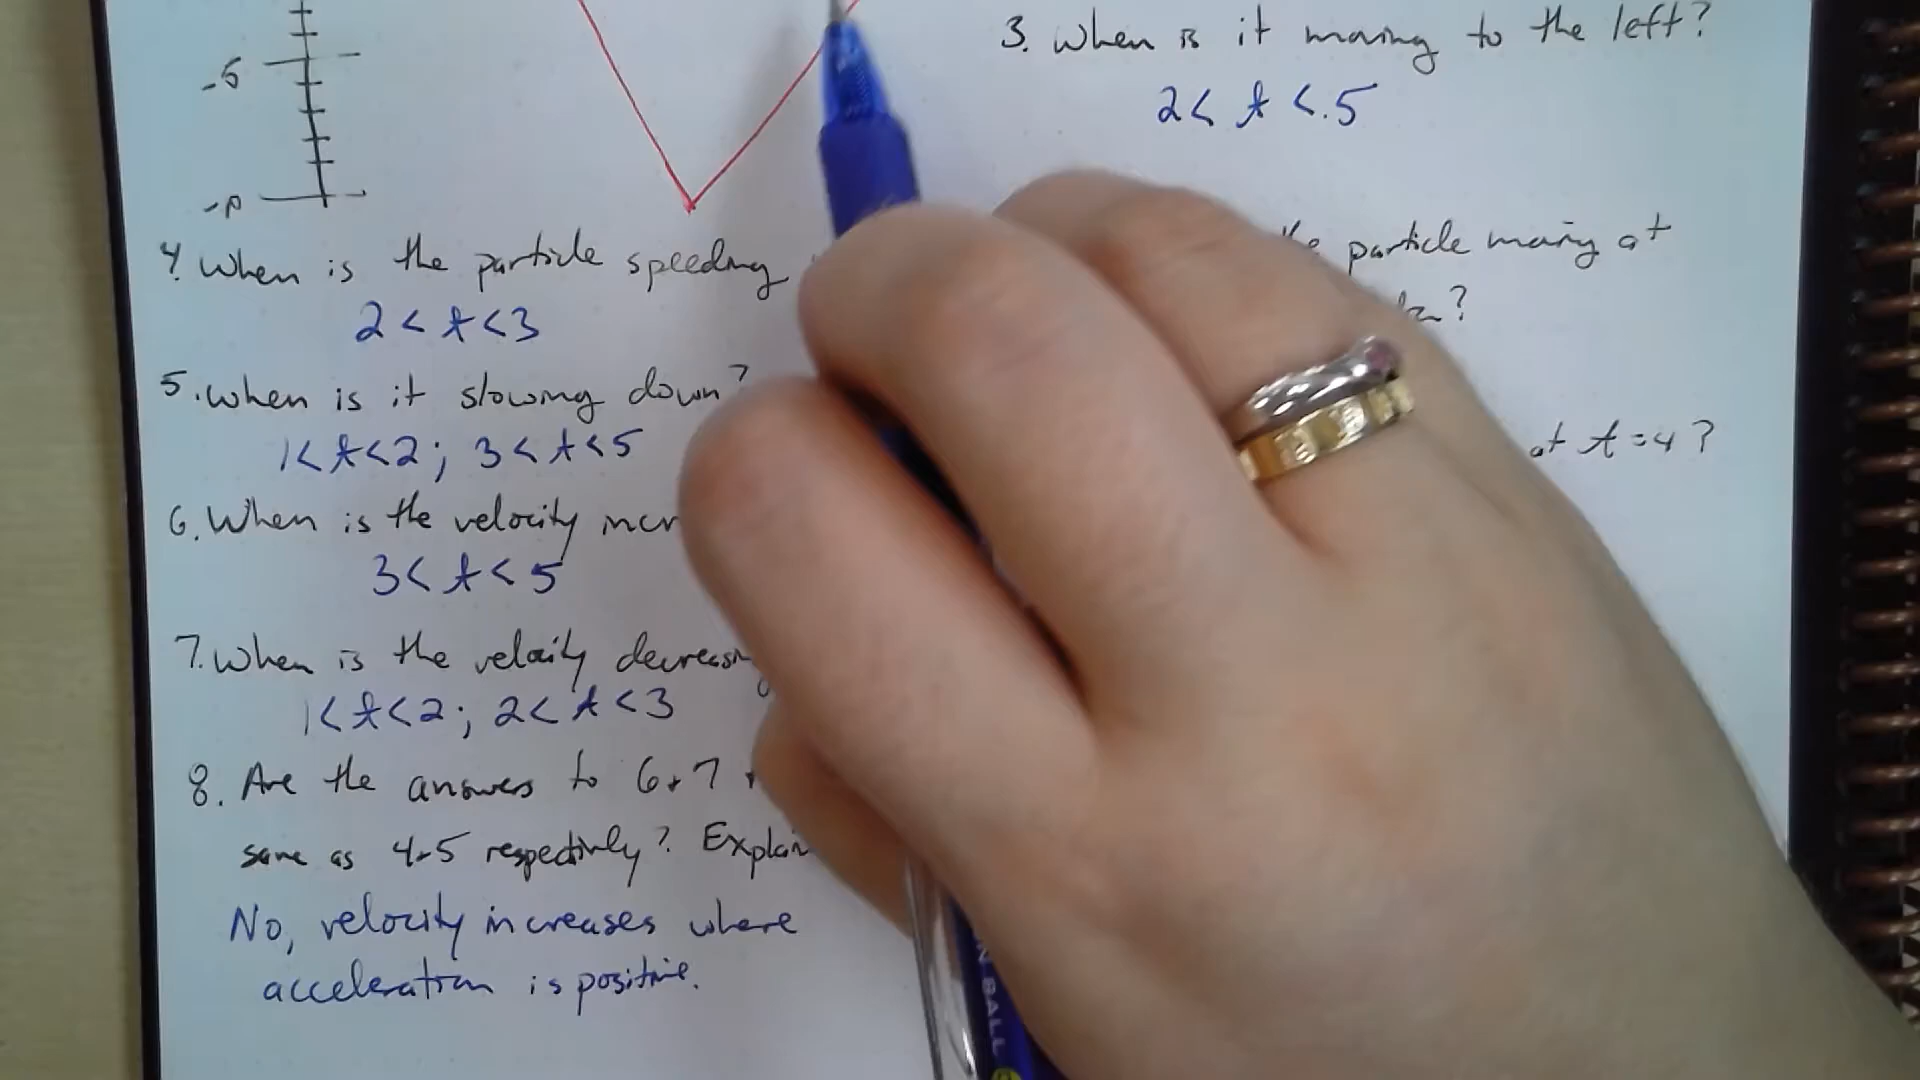 3. When is it moving to the left?
2 < t < 5
-5
-10
4. When is the particle speeding
2 < t < 3
particle moving at
5. When is it slowing down?
1 < t < 2; 3 < t < 5
at t = 4?
6. When is the velocity incr
3 < t < 5
7. When is the velocity decreasing
1 < t < 2; 2 < t < 3
8. Are the answers to 6+7
same as 4+5 respectively? Explain
No, velocity increases where
acceleration is positive.
BALL